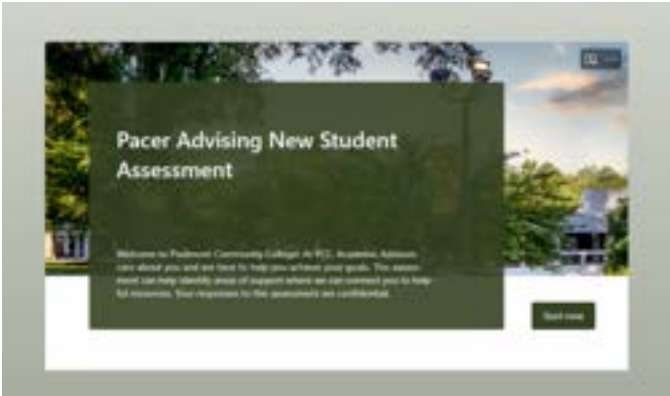 Pacer Advising New Student
Assessment
Welcome to Piedmont Community College! At PCC, Academic Advisors
care about you and are here to help you achieve your goals. This assess-
ment can help identify areas of support where we can connect you to help-
ful resources. Your responses to this assessment are confidential.
Start now